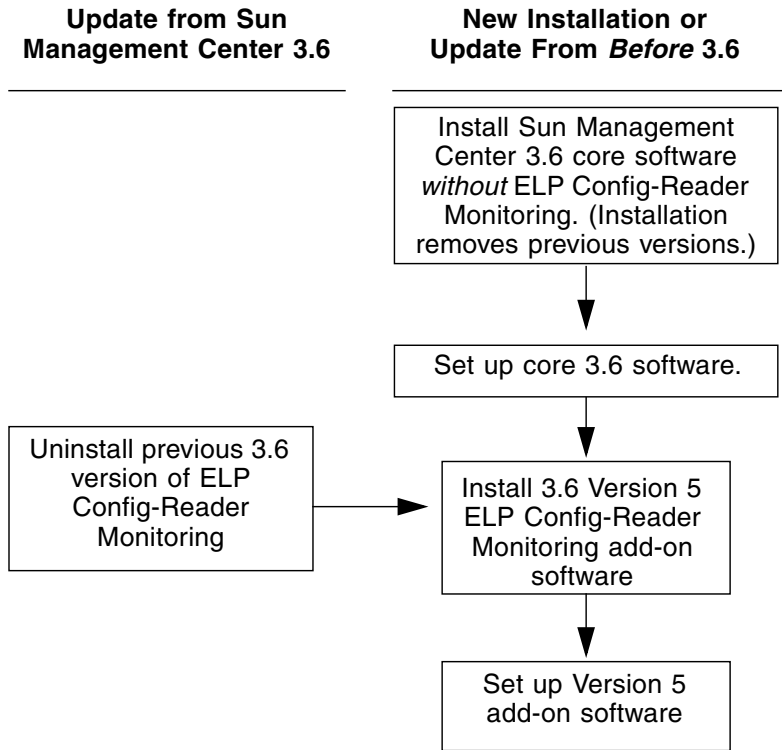 Update from Sun
Management Center 3.6
New Installation or
Update From Before 3.6
Install Sun Management
Center 3.6 core software
without ELP Config-Reader
Monitoring. (Installation
removes previous versions.)
Set up core 3.6 software.
Uninstall previous 3.6
version of ELP
Config-Reader
Monitoring
Install 3.6 Version 5
ELP Config-Reader
Monitoring add-on
software
Set up Version 5
add-on software